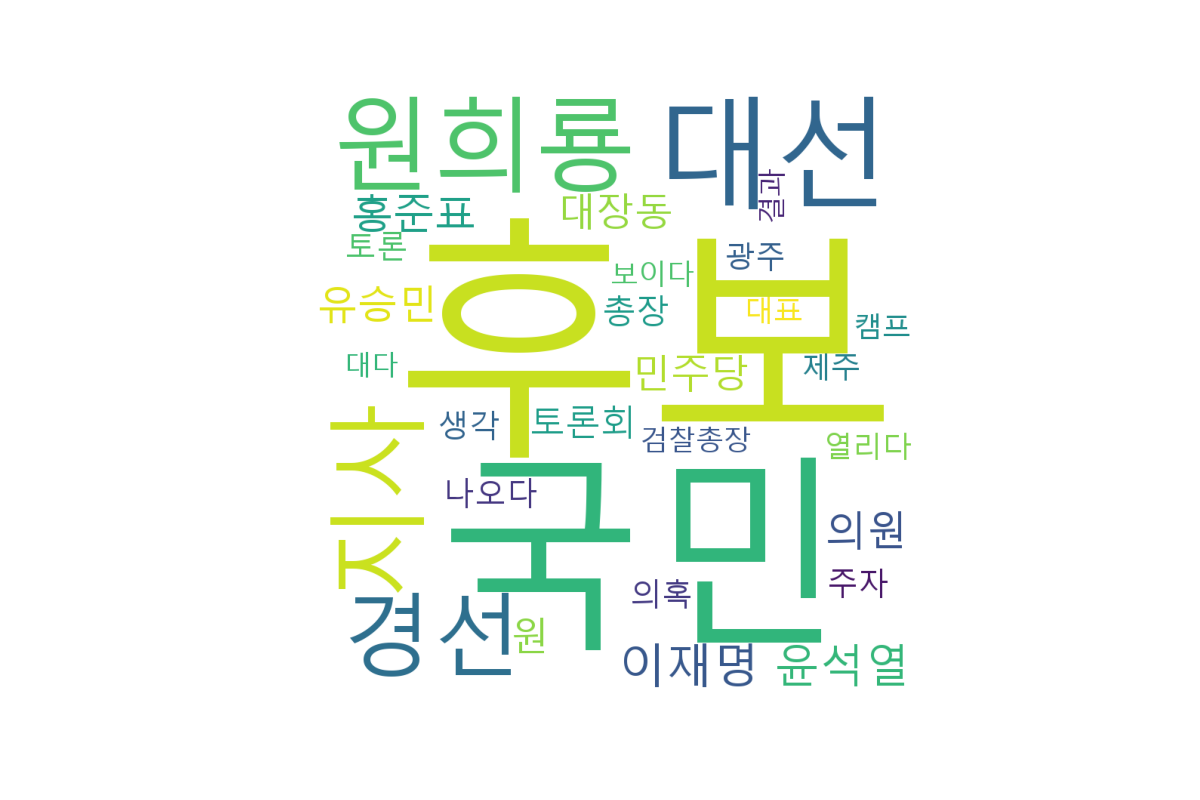 원희룡
대선
결과
홍준표
대장동
토론
후보
광주
보이다
유승민
총장
대표
캠프
대다
민주당
제주
지사
생각
토론회
검찰총장
열리다
국민
나오다
의원
의혹
주자
경선
원
이재명
윤석열